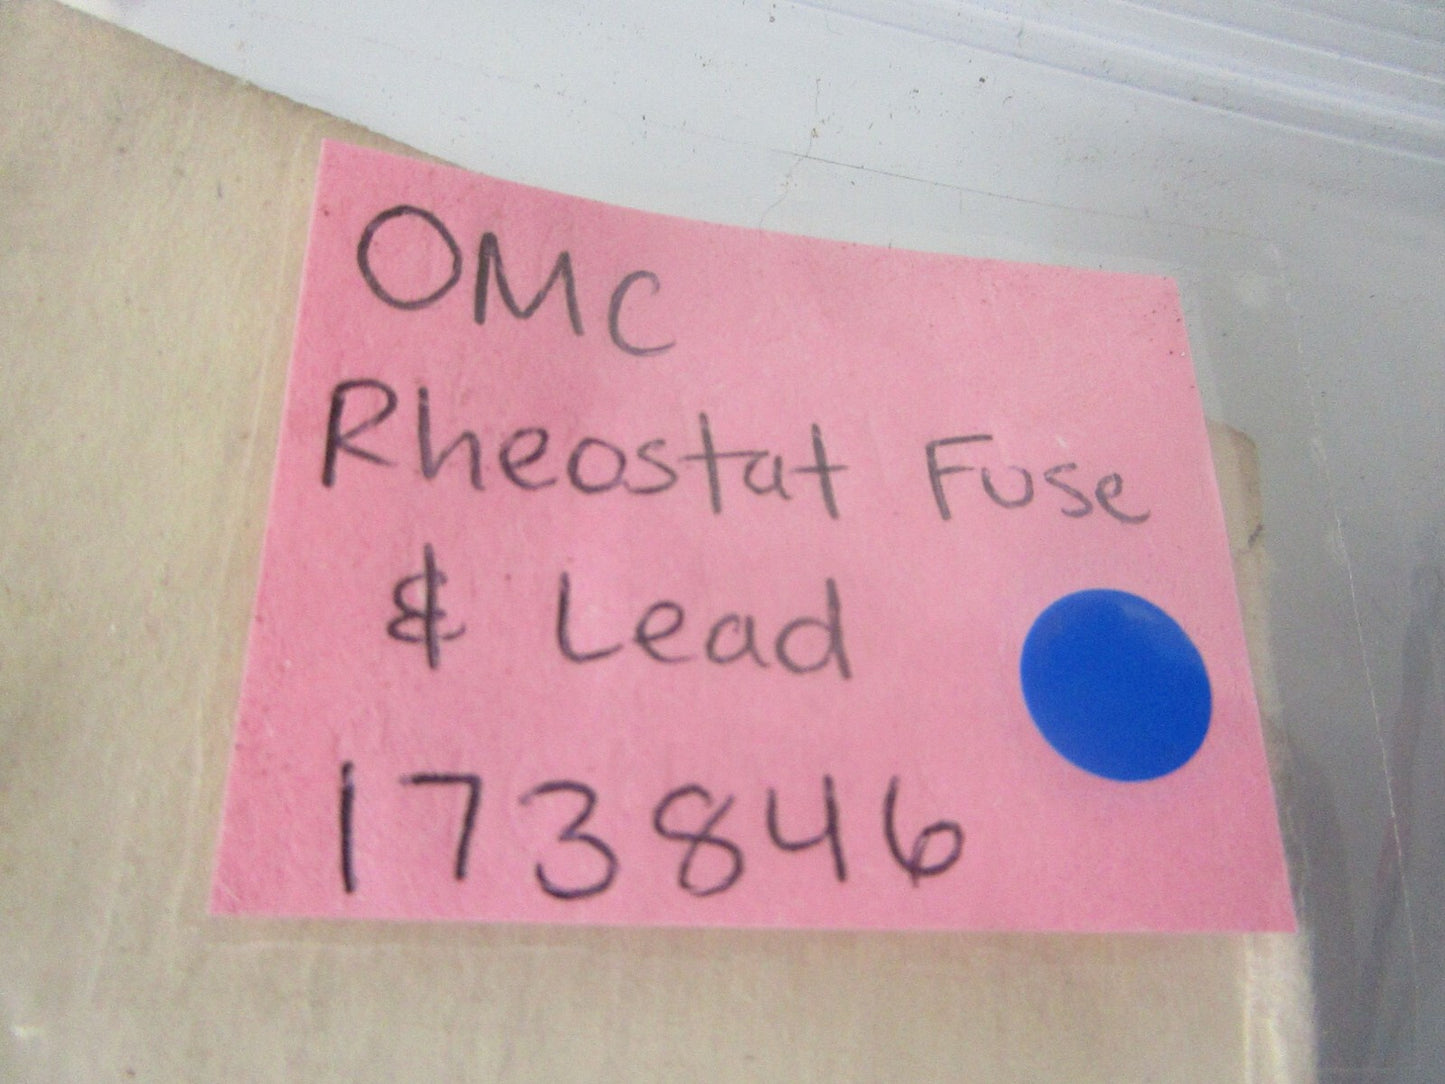 OMC
Rheostat Fuse
& Lead
173846